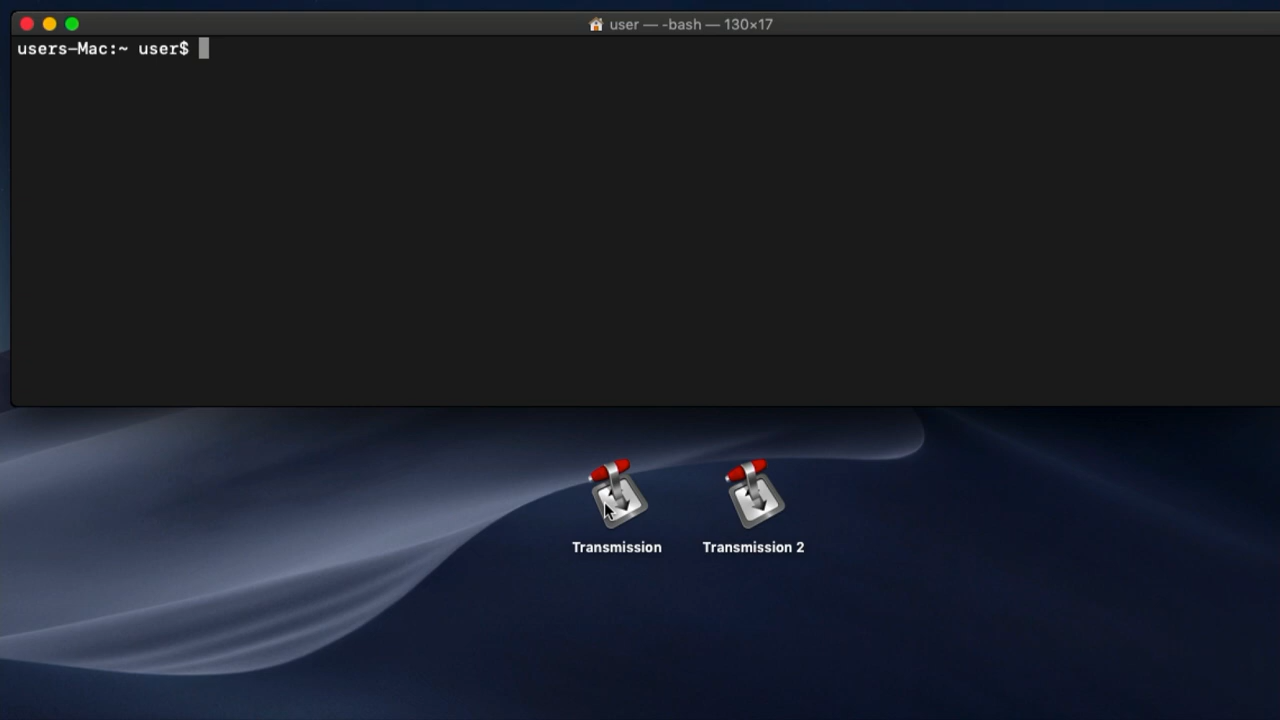 user — -bash — 130×17
users-Mac:~ user$
Transmission
Transmission 2